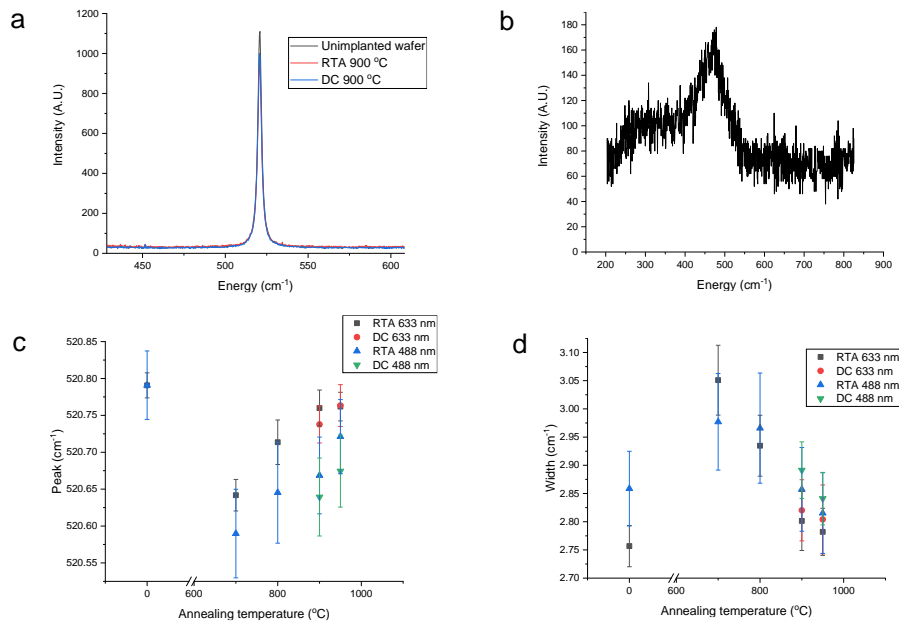 a
1200
1000
800
600
400
200
0
450
500
550
600
Intensity (A.U.)
Energy (cm⁻¹)
Unimplanted wafer
RTA 900 °C
DC 900 °C
b
180
160
140
120
100
80
60
40
20
0
200
300
400
500
600
700
800
900
Intensity (A.U.)
Energy (cm⁻¹)
c
RTA 633 nm
DC 633 nm
RTA 488 nm
DC 488 nm
520.85
520.80
520.75
520.70
520.65
520.60
520.55
0
600
800
1000
Peak (cm⁻¹)
Annealing temperature (°C)
d
RTA 633 nm
DC 633 nm
RTA 488 nm
DC 488 nm
3.10
3.05
3.00
2.95
2.90
2.85
2.80
2.75
2.70
0
600
800
1000
Width (cm⁻¹)
Annealing temperature (°C)